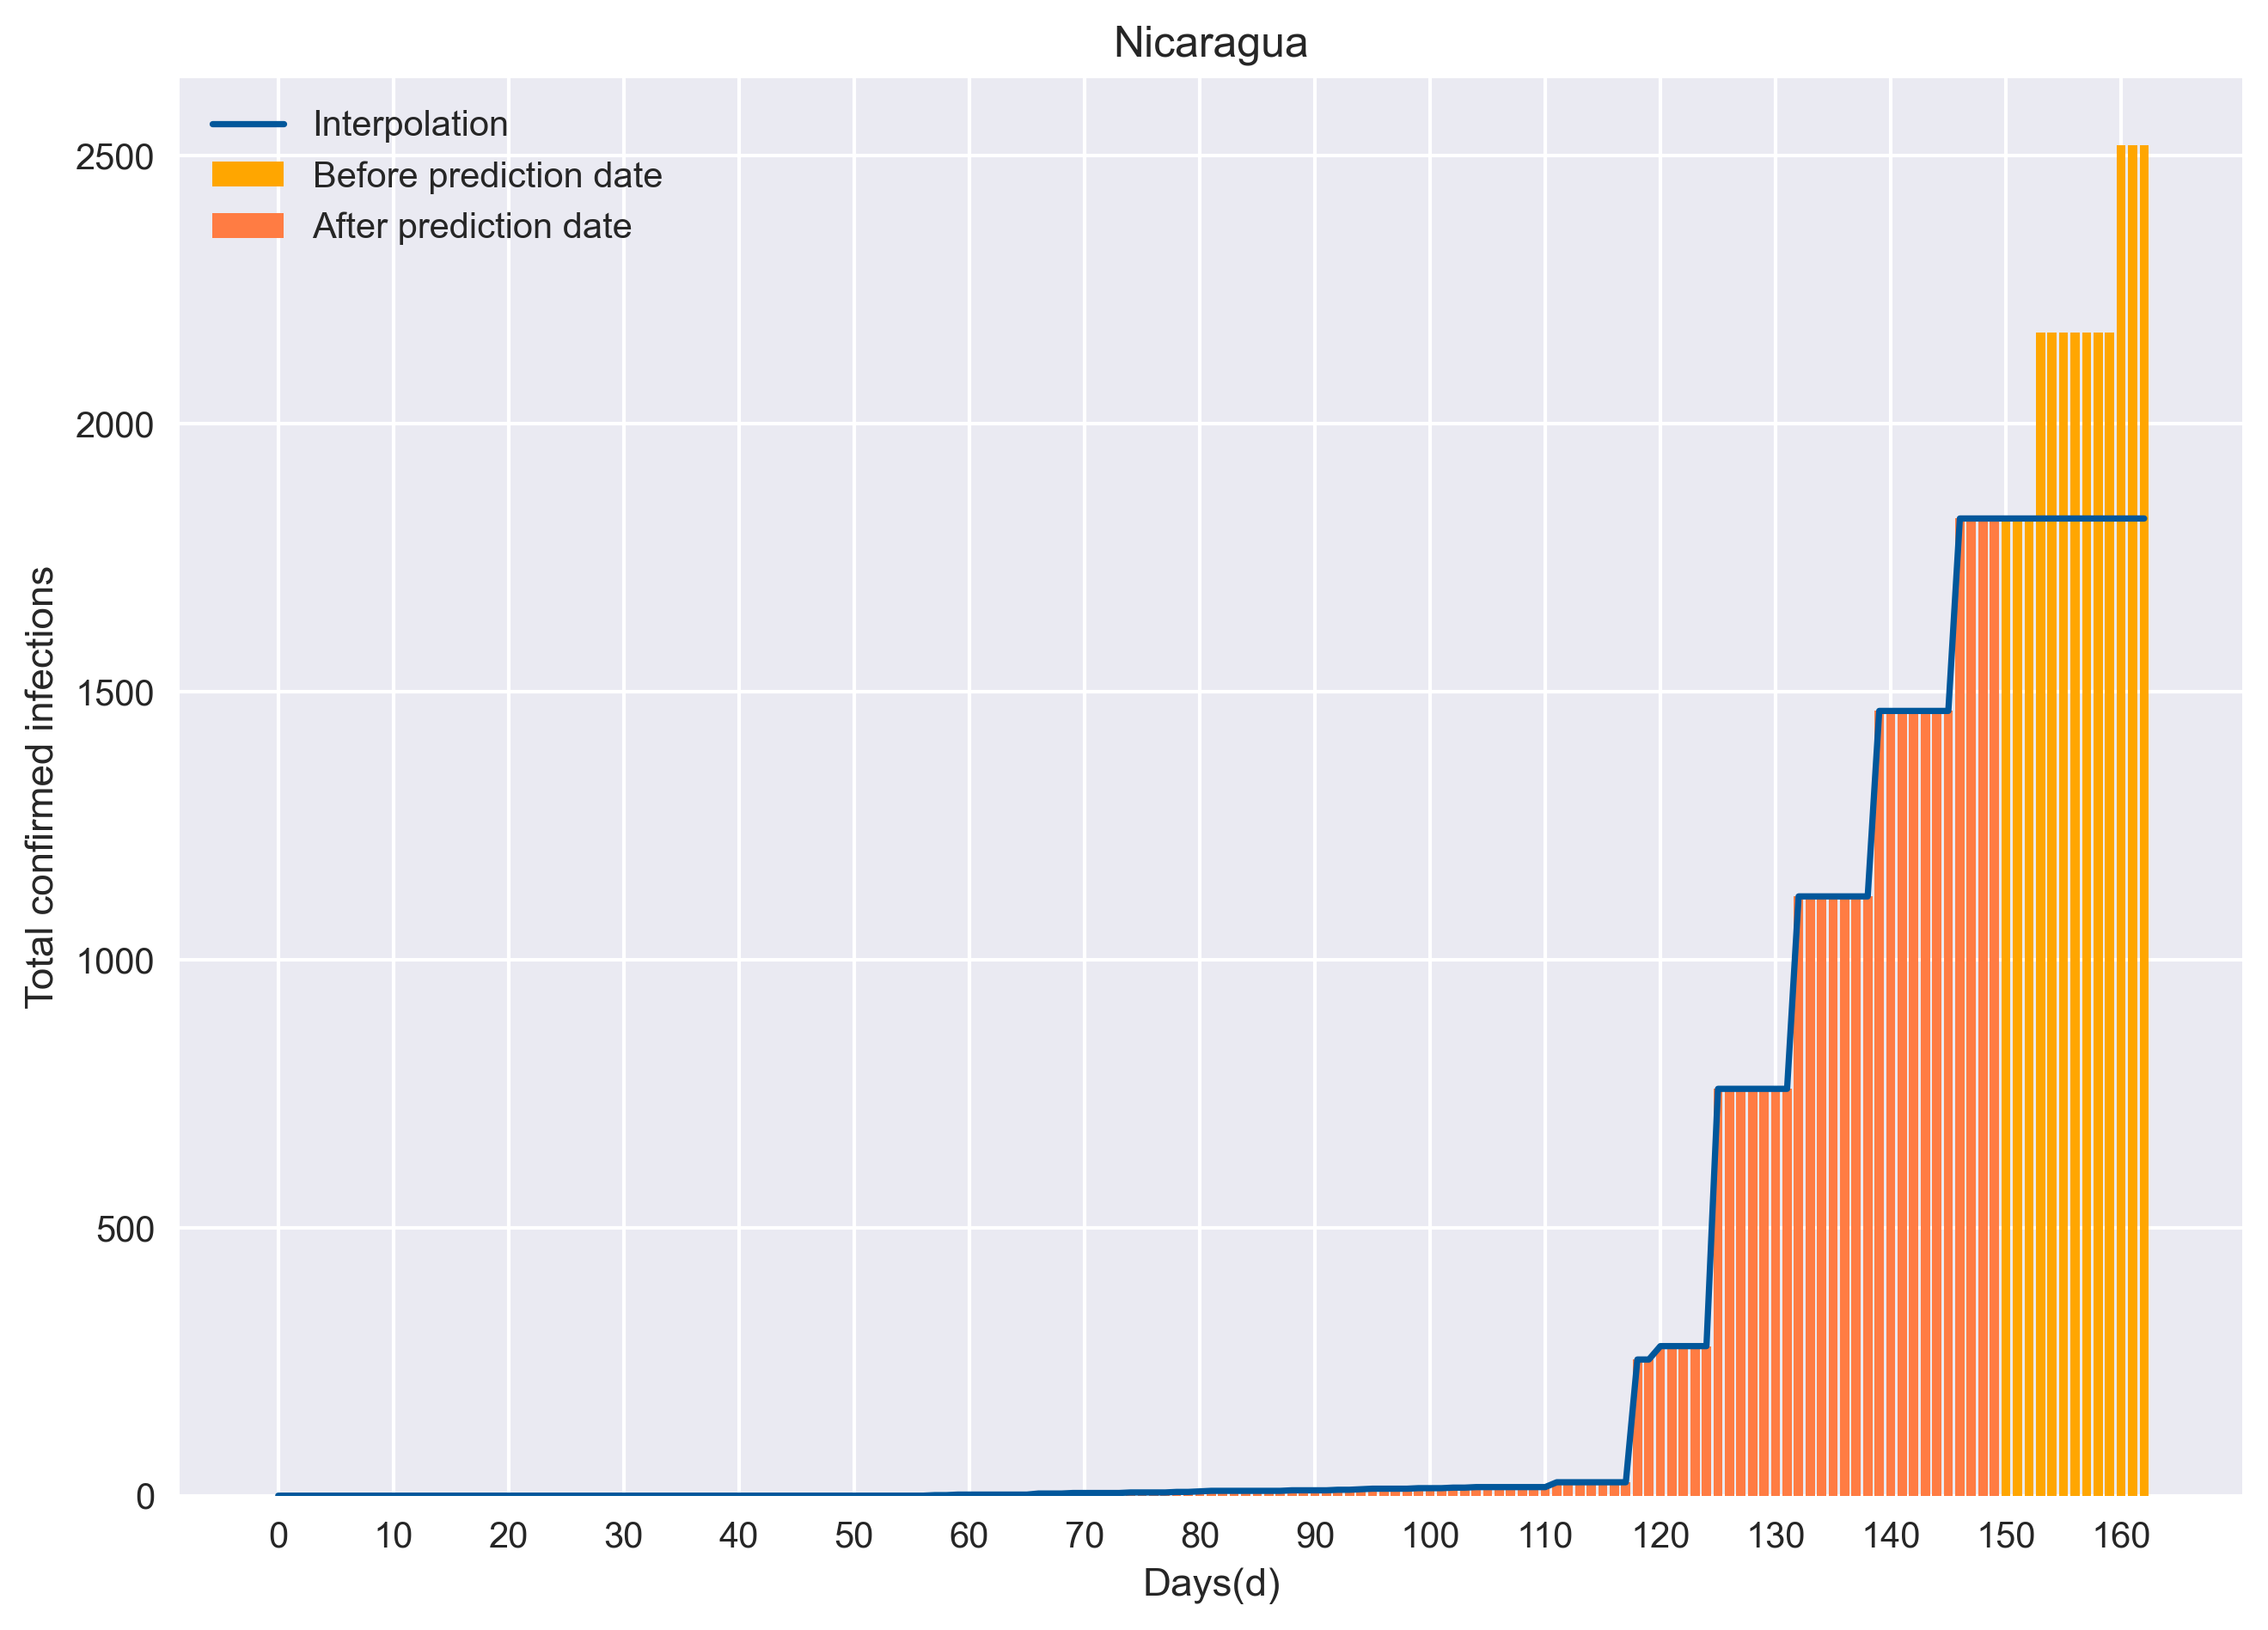 Nicaragua
Interpolation
Before prediction date
After prediction date
2500
2000
1500
1000
500
0
Total confirmed infections
0 10 20 30 40 50 60 70 80 90 100 110 120 130 140 150 160
Days(d)